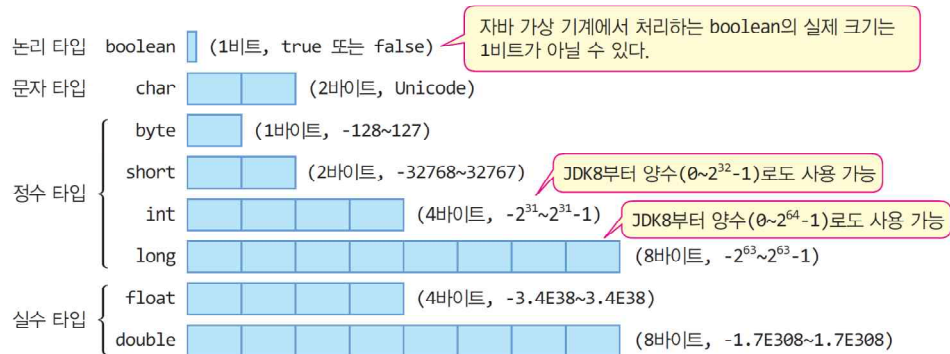 자바 가상 기계에서 처리하는 boolean의 실제 크기는
1비트가 아닐 수 있다.
논리 타입 boolean (1비트, true 또는 false)
문자 타입 char (2바이트, Unicode)
정수 타입
byte (1바이트, -128~127)
short (2바이트, -32768~32767)
JDK8부터 양수(0~2³²-1)로도 사용 가능
int (4바이트, -2³¹~2³¹-1)
JDK8부터 양수(0~2⁶⁴-1)로도 사용 가능
long (8바이트, -2⁶³~2⁶³-1)
실수 타입
float (4바이트, -3.4E38~3.4E38)
double (8바이트, -1.7E308~1.7E308)